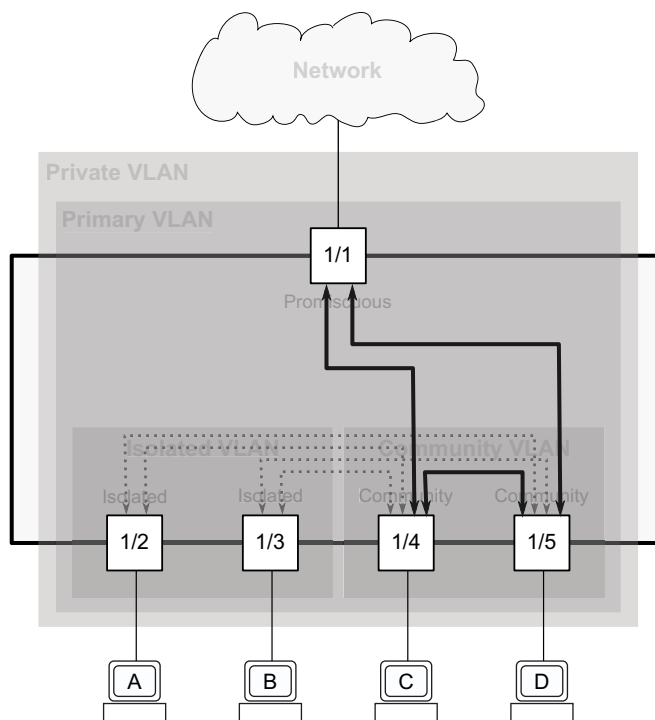 Network
Private VLAN
Primary VLAN
1/1
Promiscuous
Isolated VLAN
Community VLAN
Isolated
Isolated
Community
Community
1/2
1/3
1/4
1/5
A
B
C
D